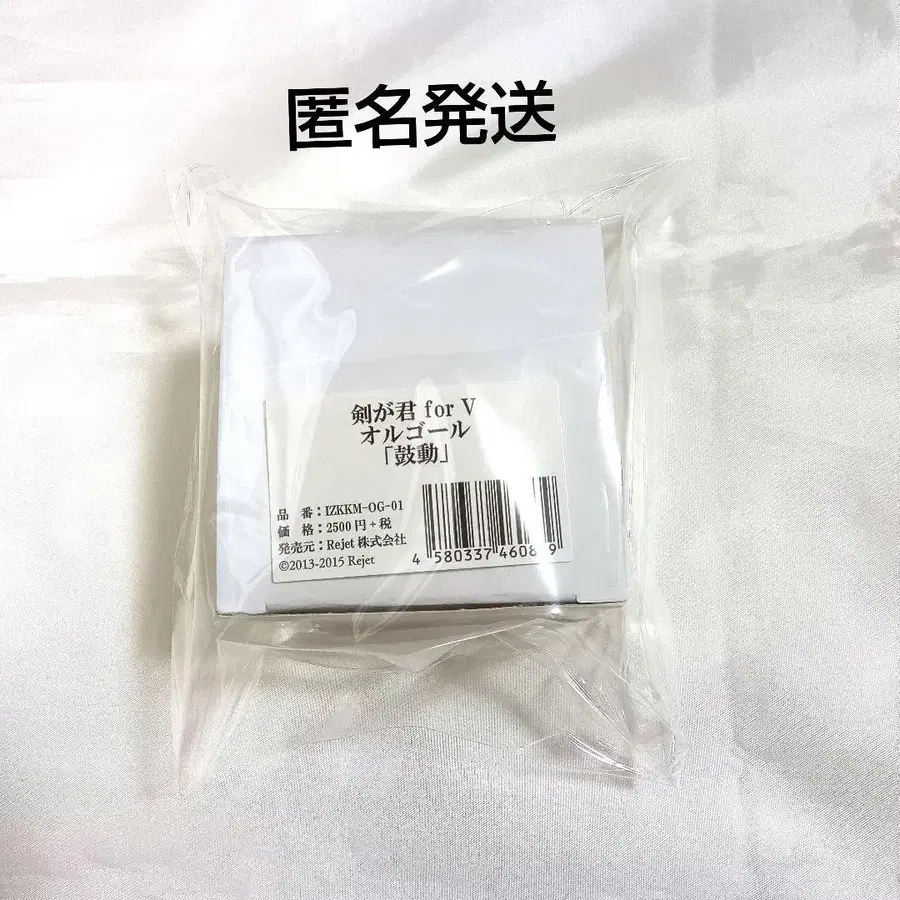 匿名発送
剣が君 for V
オルゴール
「鼓動」
品　番：IZKKM-OG-01
価　格：2500円+税
発売元：Rejet 株式会社
©2013-2015 Rejet
4 580337 460819